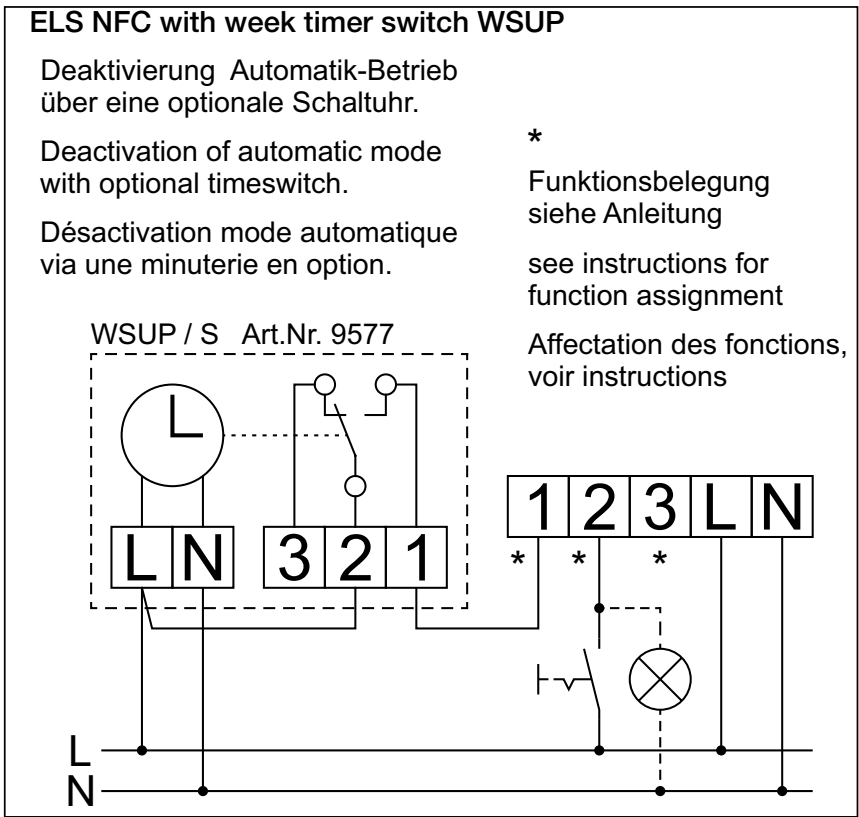 ELS NFC with week timer switch WSUP
Deaktivierung Automatik-Betrieb
über eine optionale Schaltuhr.
Deactivation of automatic mode
with optional timeswitch.
Désactivation mode automatique
via une minuterie en option.
*
Funktionsbelegung
siehe Anleitung
see instructions for
function assignment
Affectation des fonctions,
voir instructions
WSUP / S Art.Nr. 9577
L N 3 2 1
1 2 3 L N
* * *
L
N